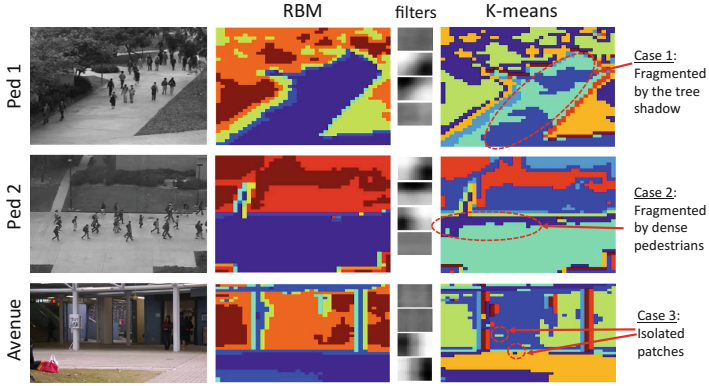 RBM
filters
K-means
Ped 1
Case 1:
Fragmented
by the tree
shadow
Ped 2
Case 2:
Fragmented
by dense
pedestrians
Avenue
Case 3:
Isolated
patches